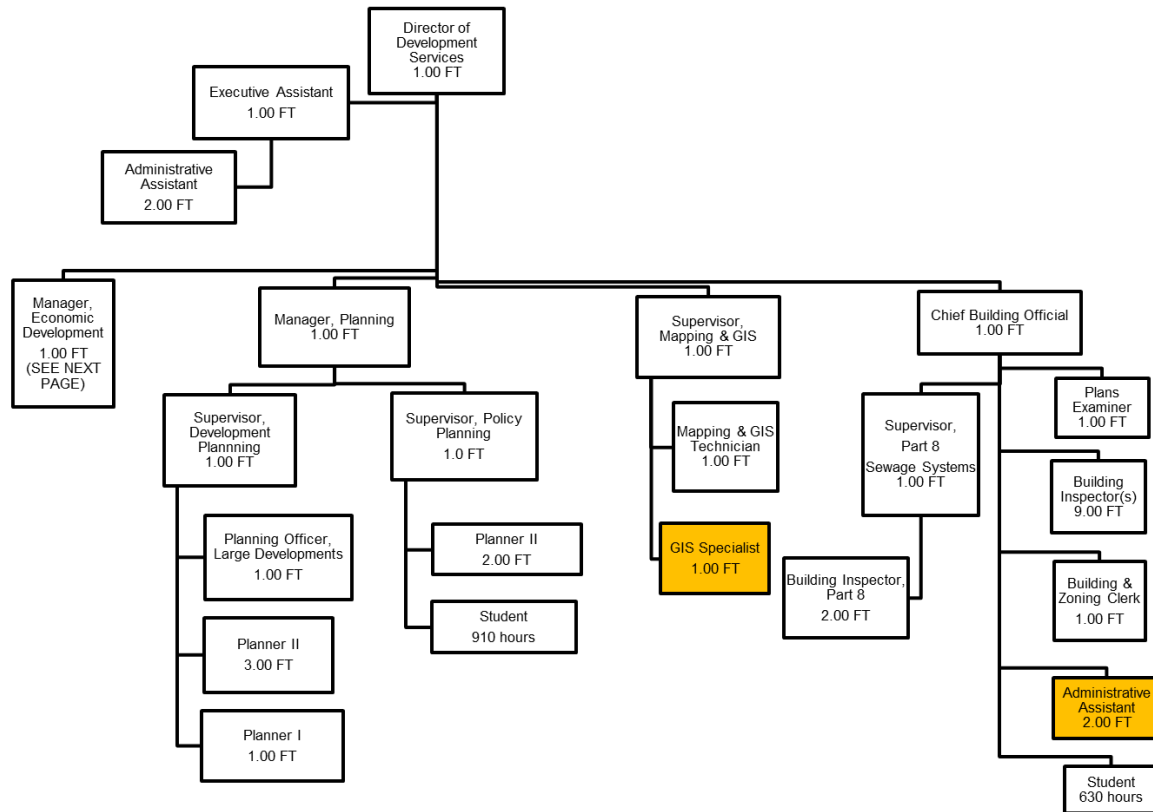 Director of
Development
Services
1.00 FT
Executive Assistant
1.00 FT
Administrative
Assistant
2.00 FT
Manager,
Economic
Development
1.00 FT
(SEE NEXT
PAGE)
Manager, Planning
1.00 FT
Supervisor,
Mapping & GIS
1.00 FT
Chief Building Official
1.00 FT
Supervisor,
Development
Plannning
1.00 FT
Supervisor, Policy
Planning
1.0 FT
Mapping & GIS
Technician
1.00 FT
Supervisor,
Part 8
Sewage Systems
1.00 FT
Plans
Examiner
1.00 FT
Building
Inspector(s)
9.00 FT
Planning Officer,
Large Developments
1.00 FT
Planner II
2.00 FT
GIS Specialist
1.00 FT
Building Inspector,
Part 8
2.00 FT
Building &
Zoning Clerk
1.00 FT
Planner II
3.00 FT
Student
910 hours
Administrative
Assistant
2.00 FT
Planner I
1.00 FT
Student
630 hours